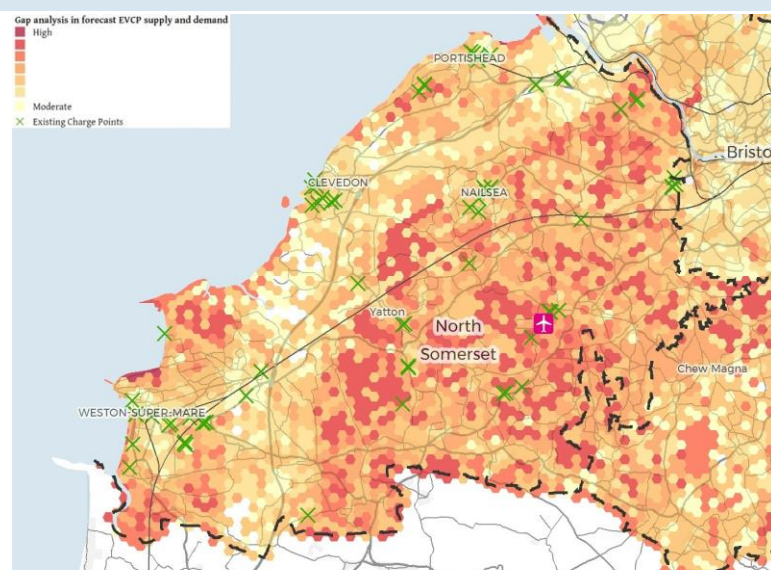 Gap analysis in forecast EVCP supply and demand
High
Moderate
Existing Charge Points
PORTISHEAD
Bristo
CLEVEDON
NAILSEA
Yatton
North
Somerset
Chew Magna
WESTON-SUPER-MARE